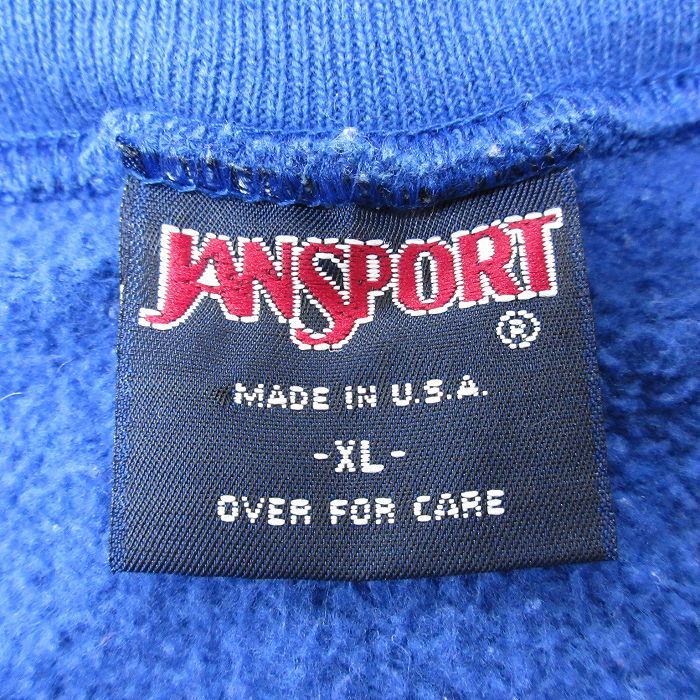 JANSPORT
®
MADE IN U.S.A.
-XL-
OVER FOR CARE